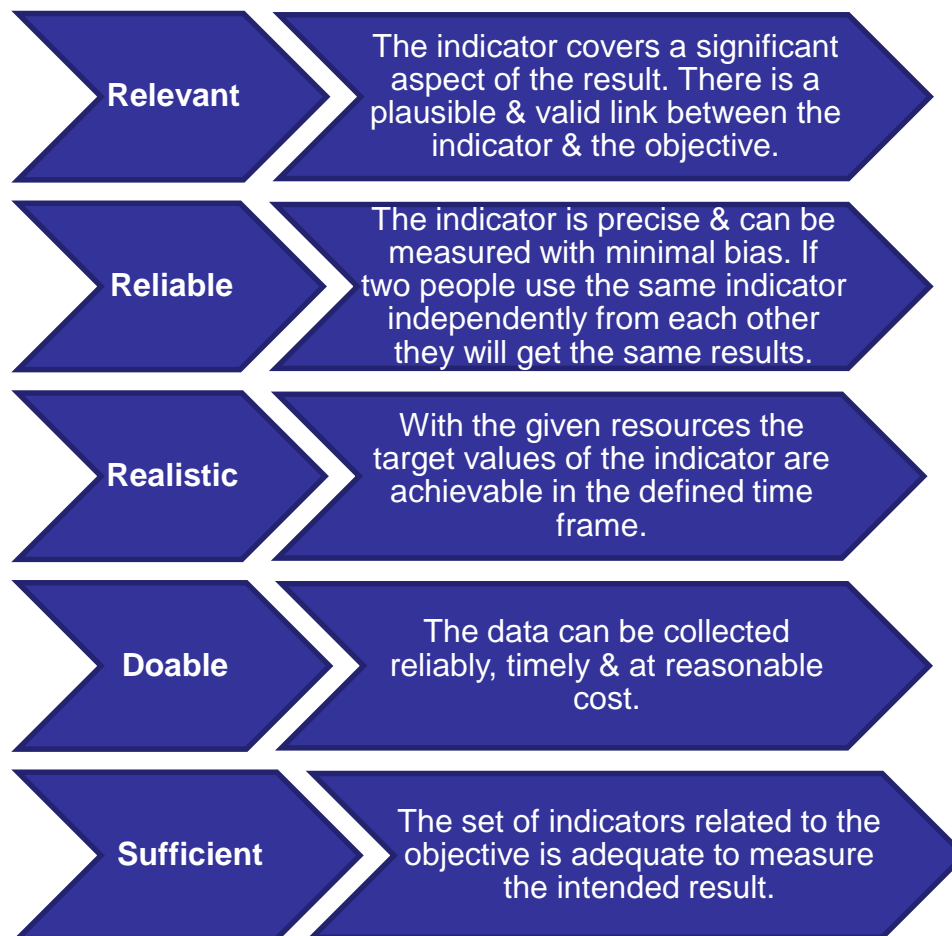 Relevant
The indicator covers a significant
aspect of the result. There is a
plausible & valid link between the
indicator & the objective.
Reliable
The indicator is precise & can be
measured with minimal bias. If
two people use the same indicator
independently from each other
they will get the same results.
Realistic
With the given resources the
target values of the indicator are
achievable in the defined time
frame.
Doable
The data can be collected
reliably, timely & at reasonable
cost.
Sufficient
The set of indicators related to the
objective is adequate to measure
the intended result.